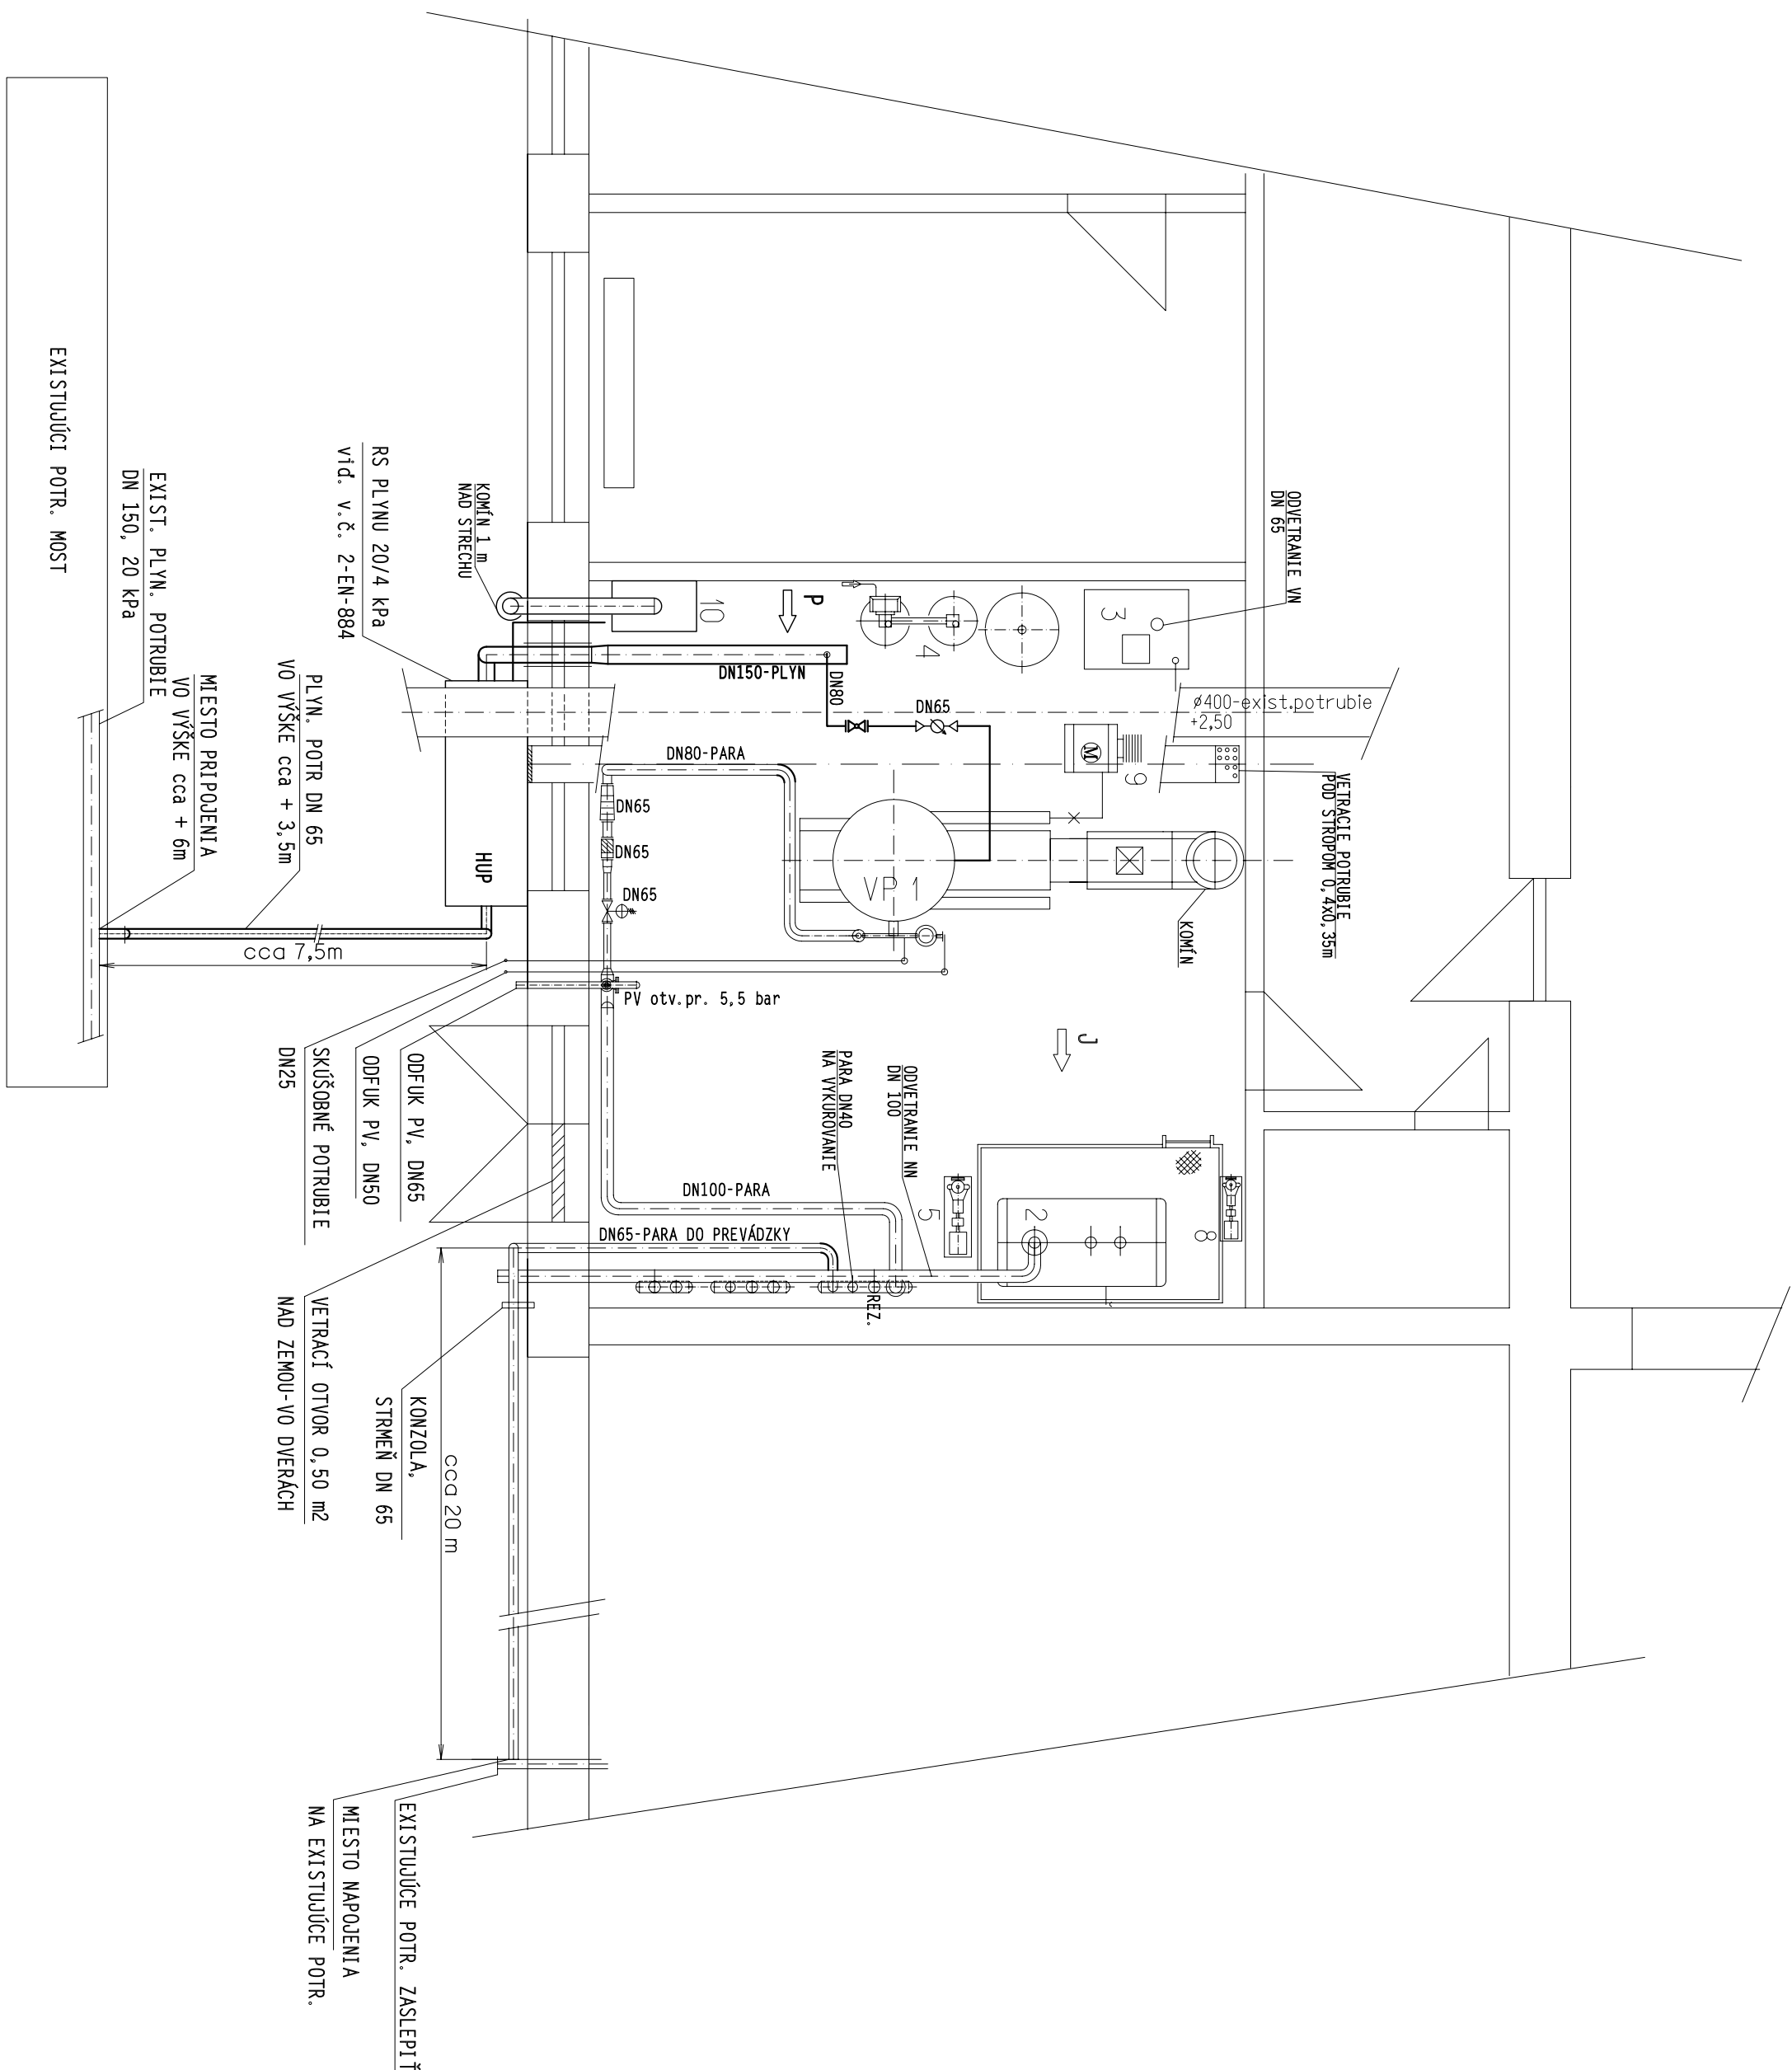 EXISTUJÚCI POTR. MOST
EXIST. PLYN. POTRUBIE
DN 150, 20 kPa
MIESTO PRIPOJENIA
VO VÝŠKE cca + 6m
PLYN. POTR DN 65
VO VÝŠKE cca + 3,5m
RS PLYNU 20/4 kPa
viď. v.č. 2-EN-884
KOMÍN 1 m
NAD STRECHU
10
P
DN150-PLYN
DN80
DN65
4
3
ODVETRANIE VN
DN 65
ø400-exist.potrubie
+2,50
VETRACIE POTRUBIE
POD STROPOM 0,4x0,35m
M
9
DN80-PARA
DN65
DN65
DN65
HUP
VP 1
KOMÍN
cca 7,5m
PV otv.pr. 5,5 bar
SKÚŠOBNÉ POTRUBIE
DN25
ODFUK PV, DN50
ODFUK PV, DN65
J
PARA DN40
NA VYKUROVANIE
ODVETRANIE NN
DN 100
5
2
8
DN100-PARA
DN65-PARA DO PREVÁDZKY
REZ.
VETRACÍ OTVOR 0,50 m2
NAD ZEMOU-VO DVERÁCH
KONZOLA,
STRMEŇ DN 65
cca 20 m
EXISTUJÚCE POTR. ZASLEPIŤ
MIESTO NAPOJENIA
NA EXISTUJÚCE POTR.